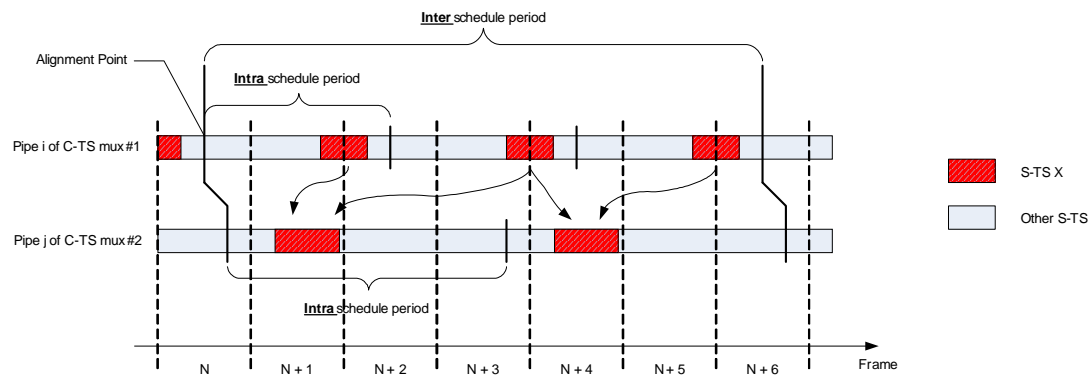 Inter schedule period
Alignment Point
Intra schedule period
Pipe i of C-TS mux #1
S-TS X
Pipe j of C-TS mux #2
Other S-TS
Intra schedule period
Frame
N
N + 1
N + 2
N + 3
N + 4
N + 5
N + 6